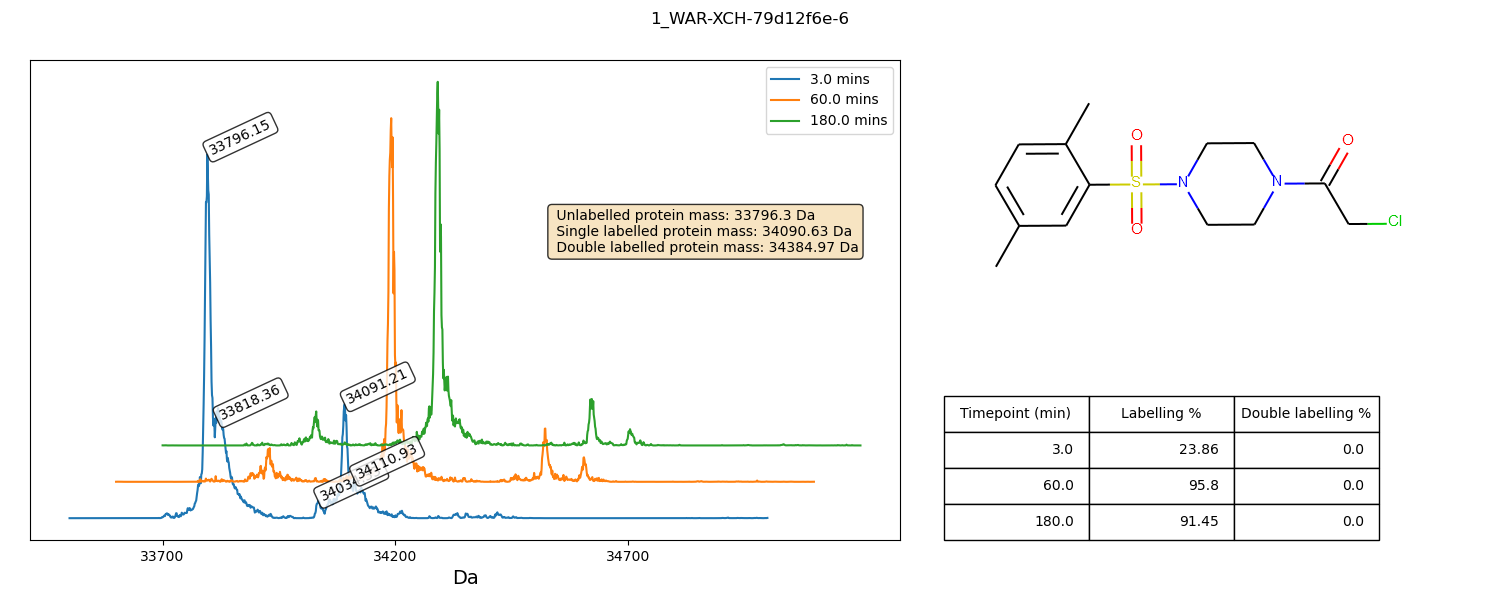 1_WAR-XCH-79d12f6e-6
3.0 mins
60.0 mins
180.0 mins
33796.15
Unlabelled protein mass: 33796.3 Da
Single labelled protein mass: 34090.63 Da
Double labelled protein mass: 34384.97 Da
33818.36
34091.21
34110.93
33700
34200
34700
Da
O
S
O
N
N
O
Cl
Timepoint (min) Labelling % Double labelling %
3.0 23.86 0.0
60.0 95.8 0.0
180.0 91.45 0.0